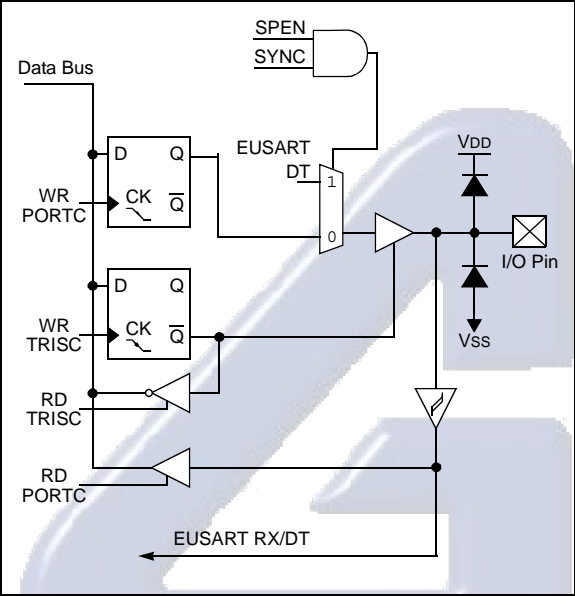 SPEN
SYNC
Data Bus
EUSART
DT
1
0
D Q
CK Q
WR
PORTC
VDD
I/O Pin
VSS
D Q
CK Q
WR
TRISC
RD
TRISC
RD
PORTC
EUSART RX/DT